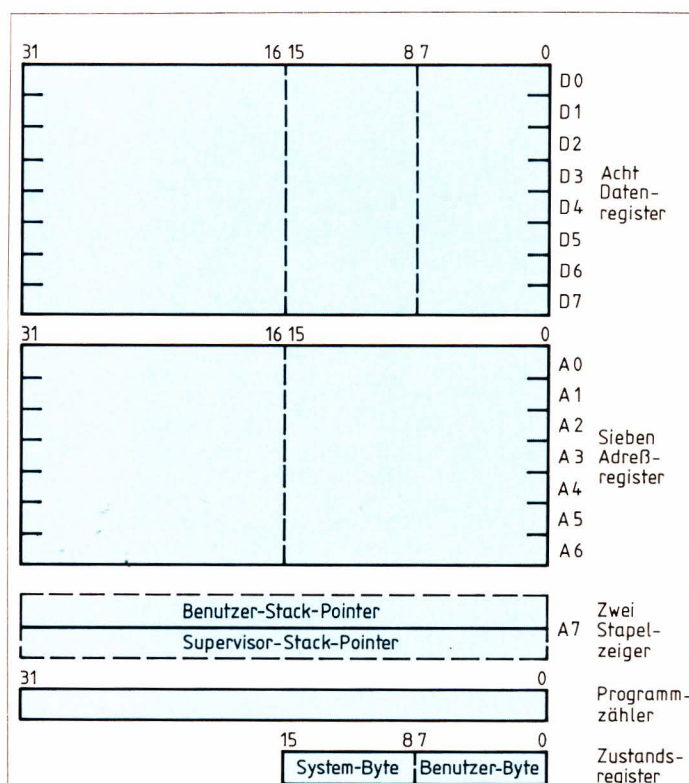 31 16 15 8 7 0
D0
D1
D2
D3
D4
D5
D6
D7
Acht
Daten-
register
31 16 15 0
A0
A1
A2
A3
A4
A5
A6
Sieben
Adreß-
register
Benutzer-Stack-Pointer
Supervisor-Stack-Pointer
A7
Zwei
Stapel-
zeiger
31 0
Programm-
zähler
15 8 7 0
System-Byte Benutzer-Byte
Zustands-
register